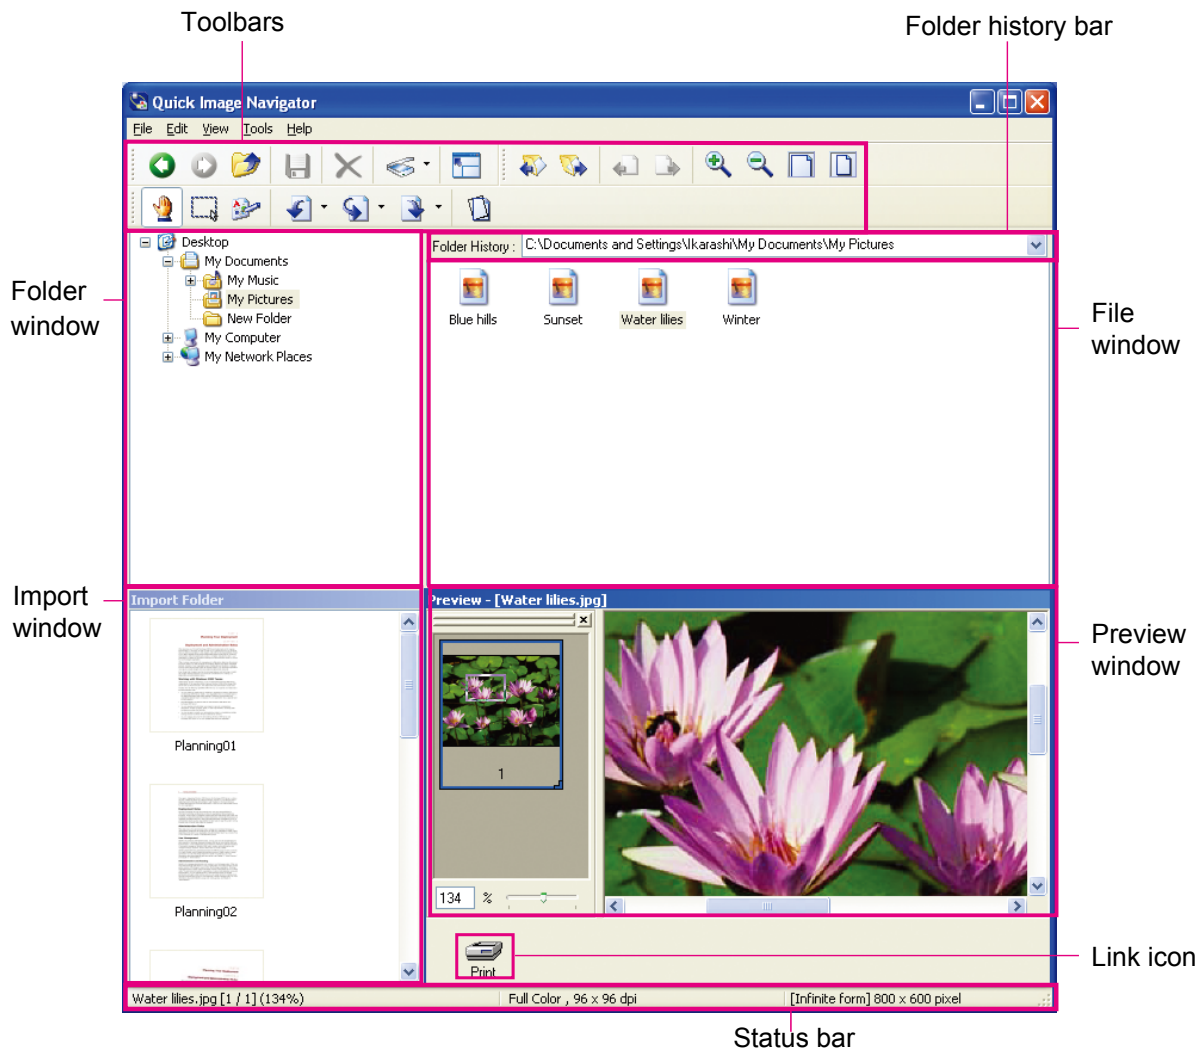 Toolbars
Folder history bar
Quick Image Navigator
File Edit View Tools Help
Desktop
My Documents
My Music
My Pictures
New Folder
My Computer
My Network Places
Folder History : C:\Documents and Settings\Ikarashi\My Documents\My Pictures
Blue hills Sunset Water lilies Winter
Folder
window
File
window
Import
window
Import Folder
Planning01
Planning02
Preview - [Water lilies.jpg]
1
134 %
Preview
window
Print
Link icon
Water lilies.jpg [1 / 1] (134%) Full Color , 96 x 96 dpi [Infinite form] 800 x 600 pixel
Status bar